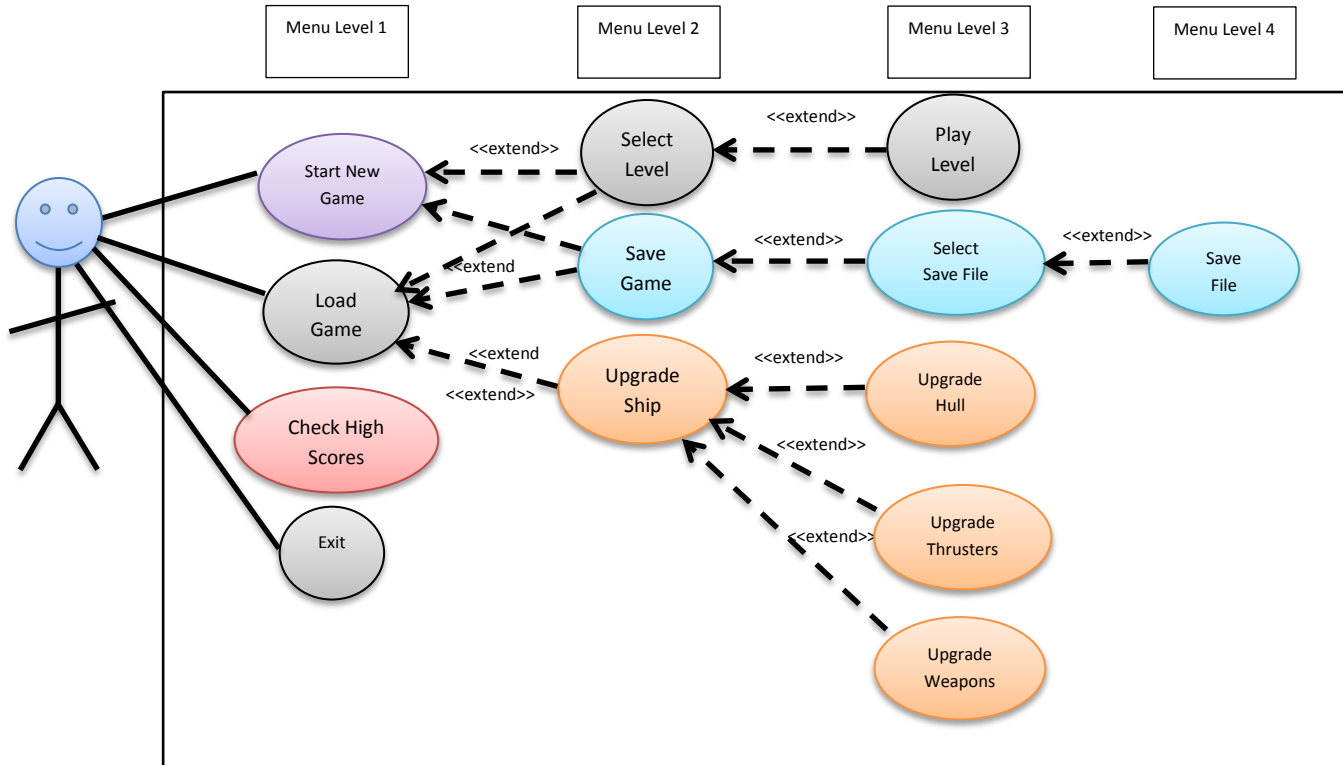 Menu Level 1
Menu Level 2
Menu Level 3
Menu Level 4
<<extend>>
Select
Level
<<extend>>
Play
Level
Start New
Game
<<extend
Save
Game
<<extend>>
Select
Save File
<<extend>>
Save
File
Load
Game
<<extend
<<extend>>
Upgrade
Ship
<<extend>>
Upgrade
Hull
Check High
Scores
<<extend>>
Exit
<<extend>>
Upgrade
Thrusters
Upgrade
Weapons